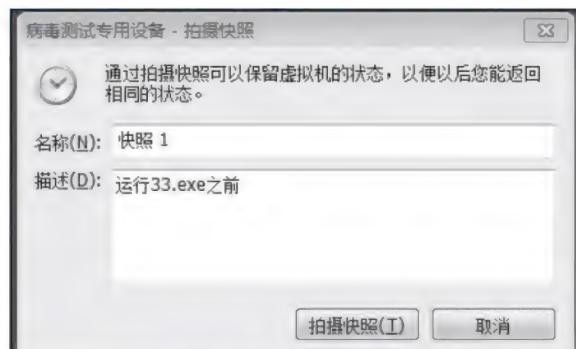 病毒测试专用设备 - 拍摄快照
通过拍摄快照可以保留虚拟机的状态，以便以后您能返回
相同的状态。
名称(N): 快照 1
描述(D): 运行33.exe之前
拍摄快照(T) 取消